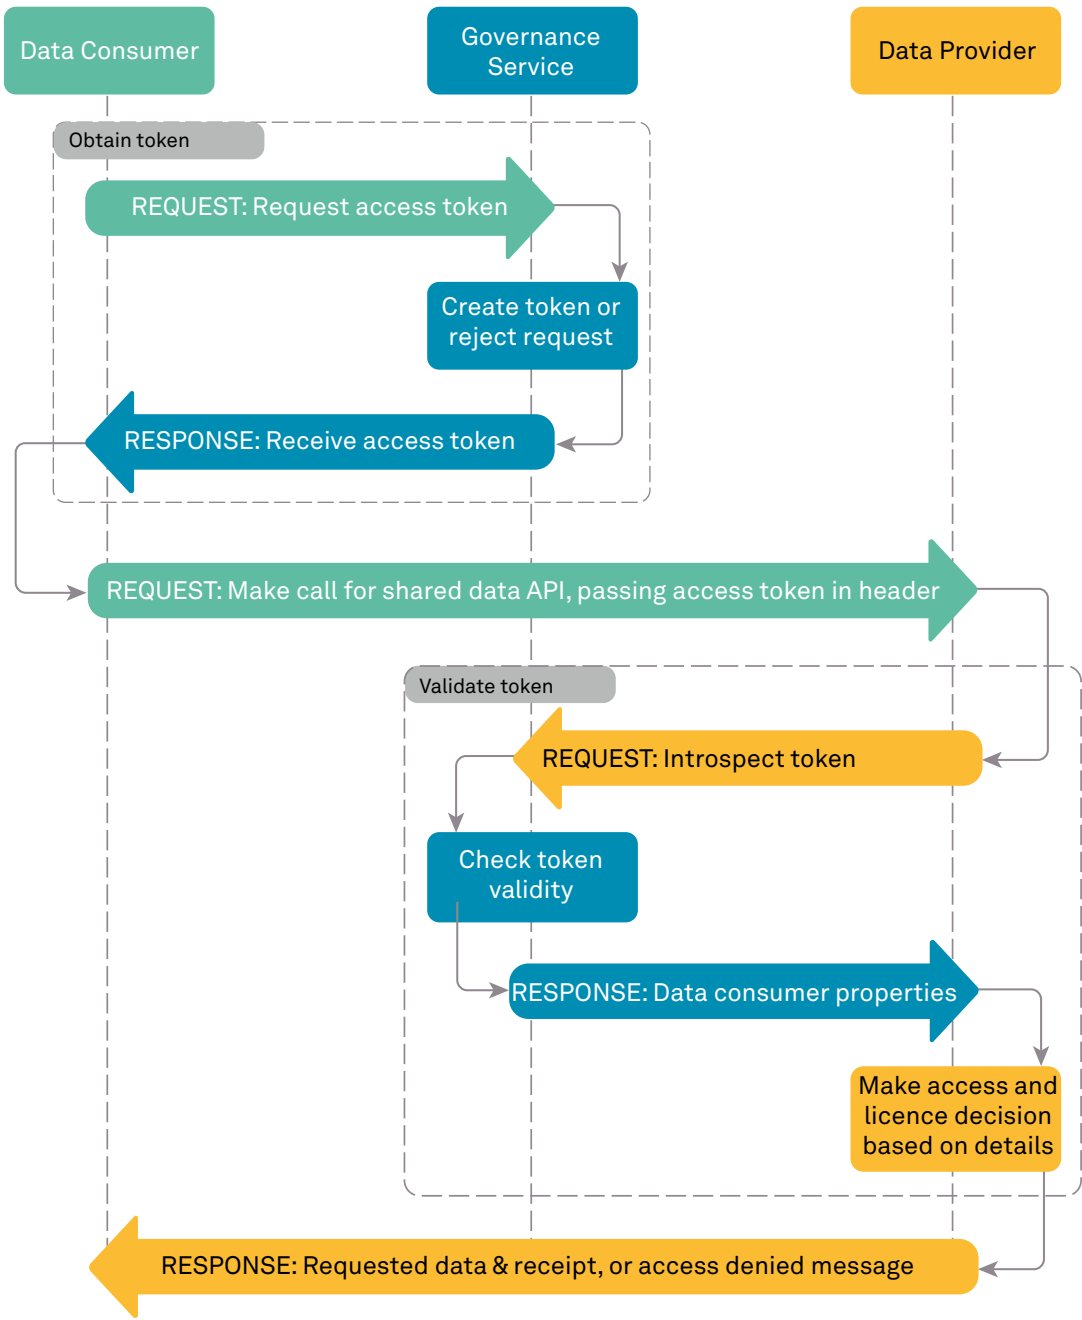 Data Consumer
Governance
Service
Data Provider
Obtain token
REQUEST: Request access token
Create token or
reject request
RESPONSE: Receive access token
REQUEST: Make call for shared data API, passing access token in header
Validate token
REQUEST: Introspect token
Check token
validity
RESPONSE: Data consumer properties
Make access and
licence decision
based on details
RESPONSE: Requested data & receipt, or access denied message